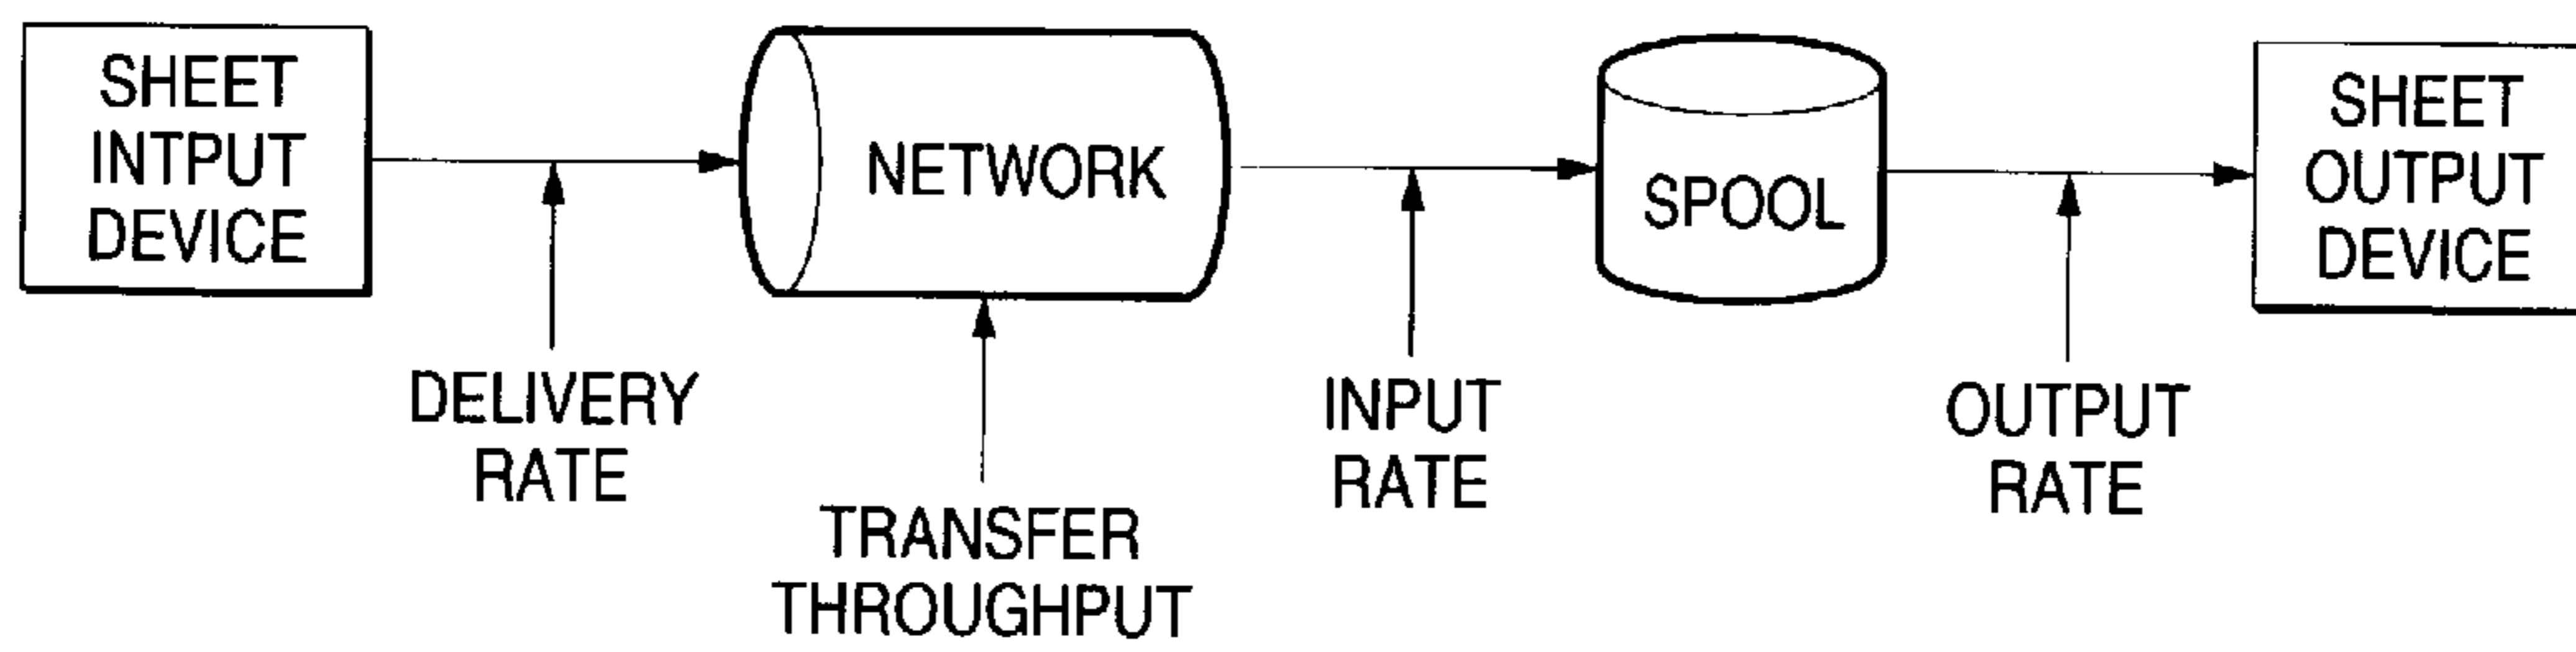 SHEET
INTPUT
DEVICE
NETWORK
SPOOL
SHEET
OUTPUT
DEVICE
DELIVERY
RATE
TRANSFER
THROUGHPUT
INPUT
RATE
OUTPUT
RATE